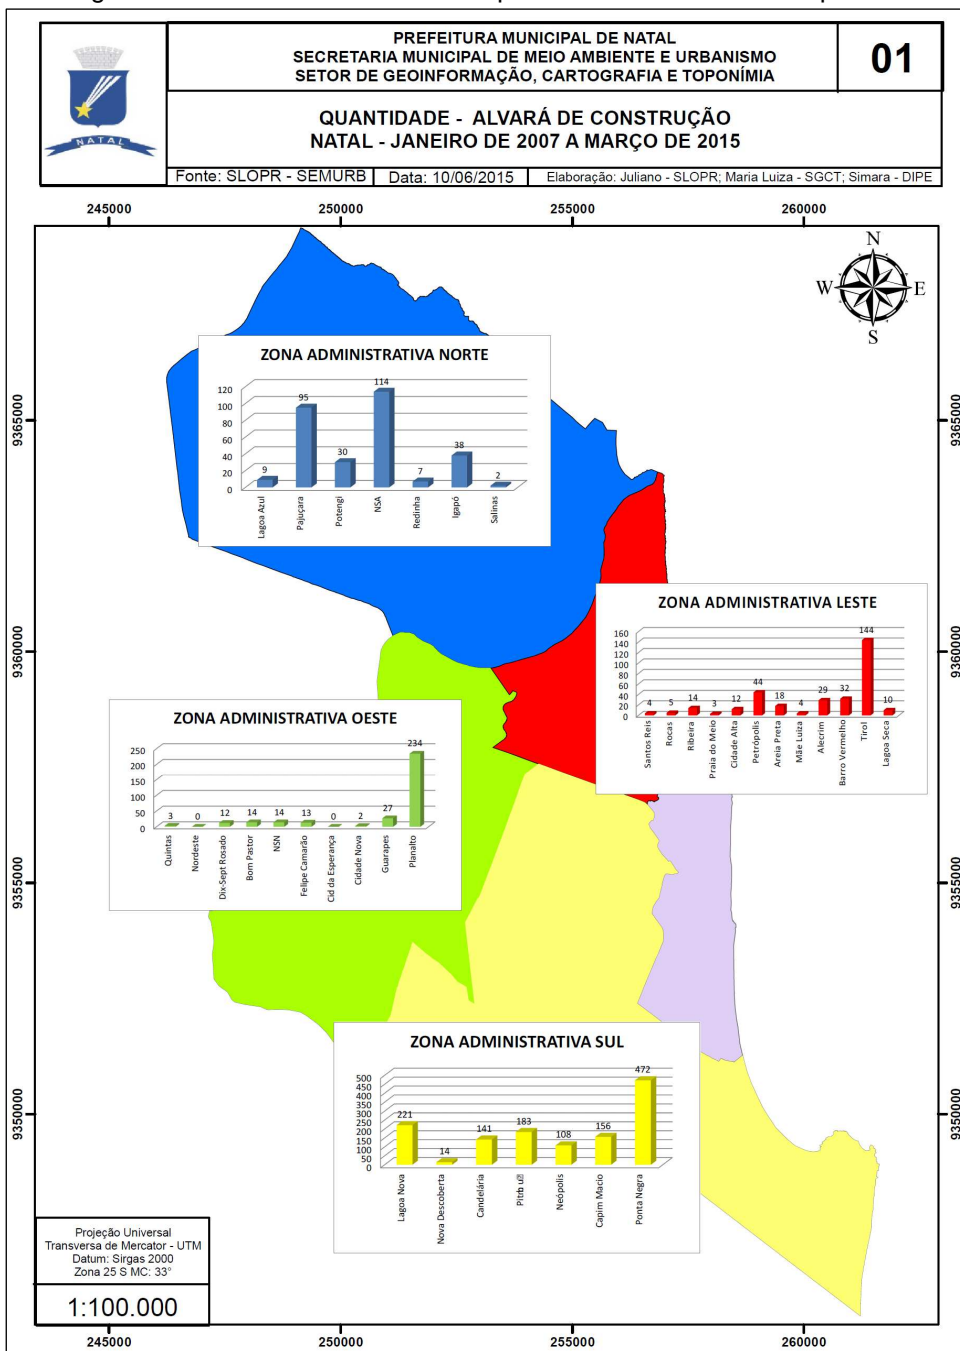 PREFEITURA MUNICIPAL DE NATAL
SECRETARIA MUNICIPAL DE MEIO AMBIENTE E URBANISMO
SETOR DE GEOINFORMAÇÃO, CARTOGRAFIA E TOPONÍMIA
01
NATAL
QUANTIDADE - ALVARÁ DE CONSTRUÇÃO
NATAL - JANEIRO DE 2007 A MARÇO DE 2015
Fonte: SLOPR - SEMURB
Data: 10/06/2015
Elaboração: Juliano - SLOPR; Maria Luiza - SGCT; Simara - DIPE
245000 250000 255000 260000
N
W E
S
9365000
9360000
9355000
9350000
ZONA ADMINISTRATIVA NORTE
120
100
80
60
40
20
0
9 95 30 114 7 38 2
Lagoa Azul
Pajuçara
Potengi
NSA
Redinha
Igapó
Salinas
ZONA ADMINISTRATIVA LESTE
160
140
120
100
80
60
40
20
0
4 5 14 3 12 44 18 4 29 32 144 10
Santos Reis
Rocas
Ribeira
Praia do Meio
Cidade Alta
Petrópolis
Areia Preta
Mãe Luiza
Alecrim
Barro Vermelho
Tirol
Lagoa Seca
ZONA ADMINISTRATIVA OESTE
250
200
150
100
50
0
3 0 12 14 14 13 0 2 27 234
Quintas
Nordeste
Dix-Sept Rosado
Bom Pastor
NSN
Felipe Camarão
Cid da Esperança
Cidade Nova
Guarapes
Planalto
ZONA ADMINISTRATIVA SUL
500
450
400
350
300
250
200
150
100
50
0
221 14 141 183 108 156 472
Lagoa Nova
Nova Descoberta
Candelária
Neópolis
Capim Macio
Ponta Negra
9365000
9360000
9355000
9350000
Projeção Universal
Transversa de Mercator - UTM
Datum: Sirgas 2000
Zona 25 S MC: 33°
1:100.000
245000 250000 255000 260000